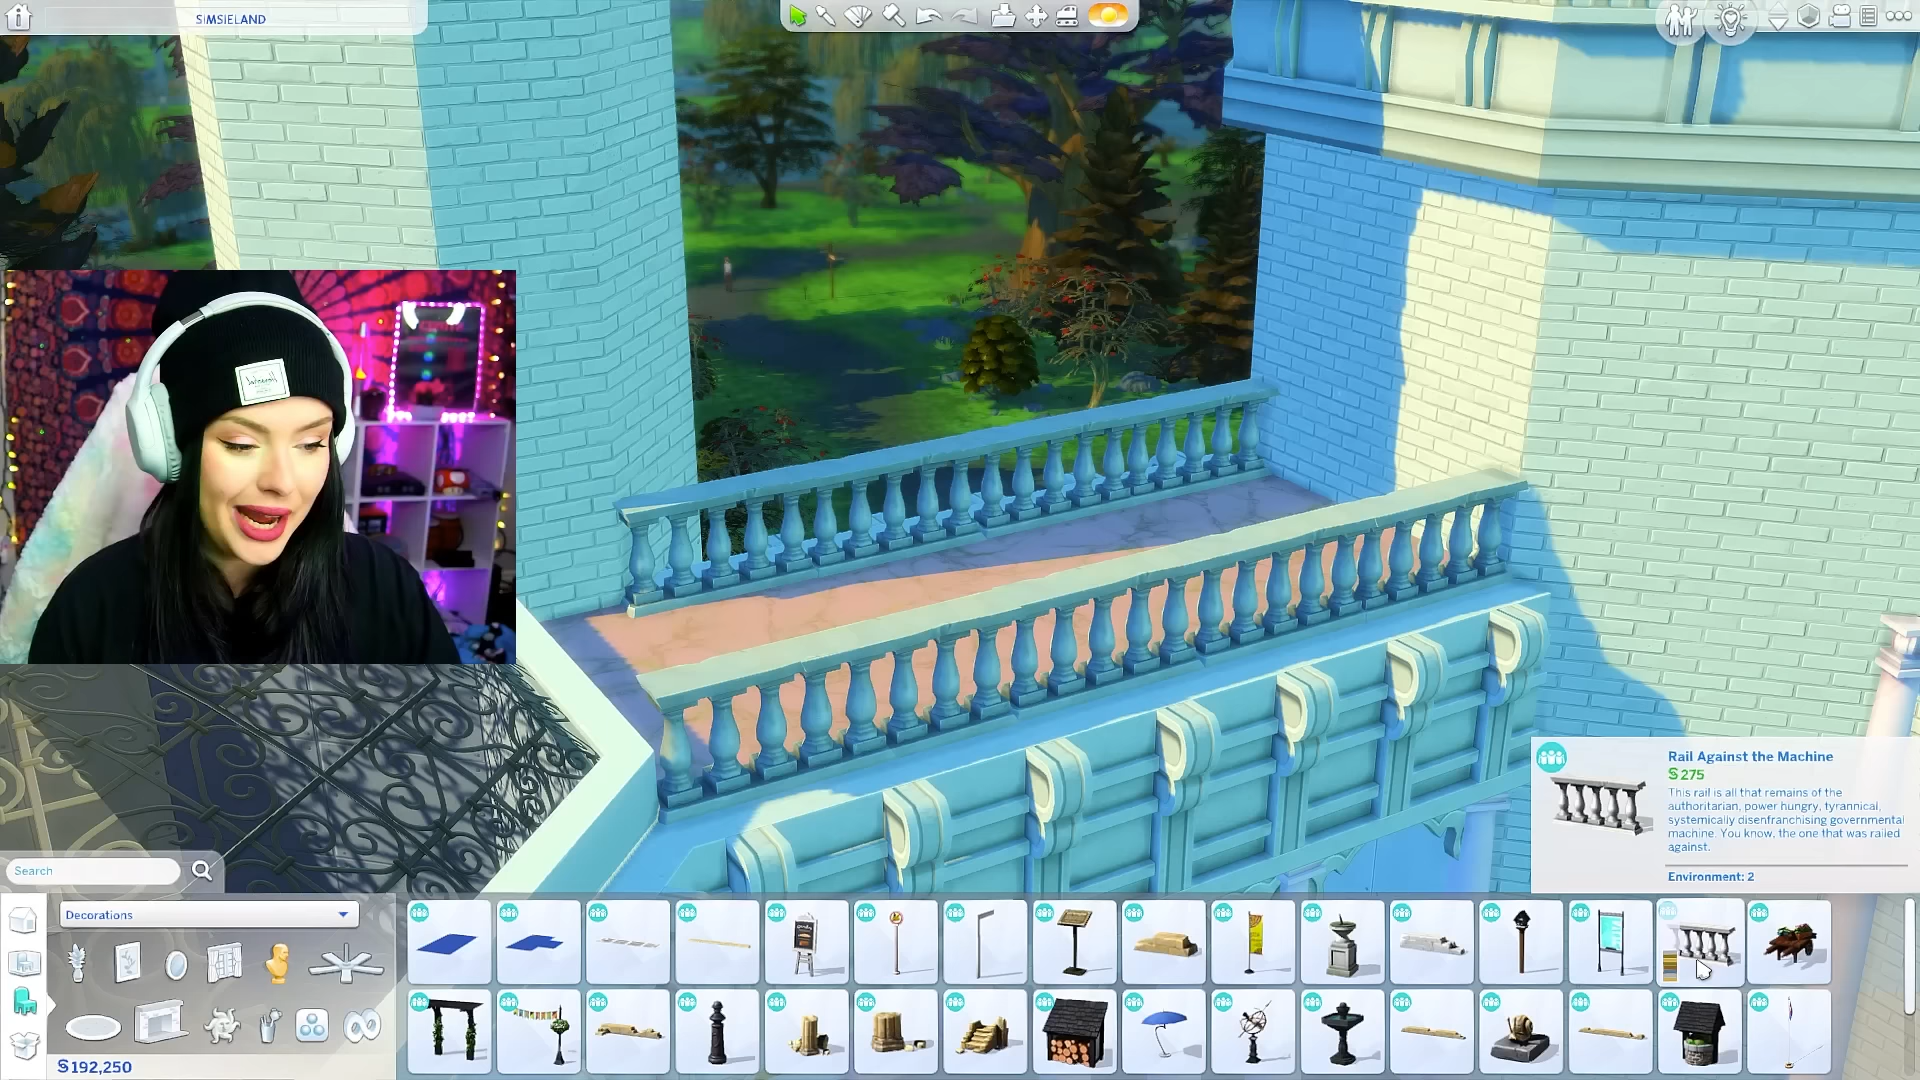 SIMSIELAND
Rail Against the Machine
§275
This rail is all that remains of the
authoritarian, power hungry, tyrannical,
systemically disenfranchising governmental
machine. You know, the one that was railed
against.
Environment: 2
Search
Decorations
§192,250